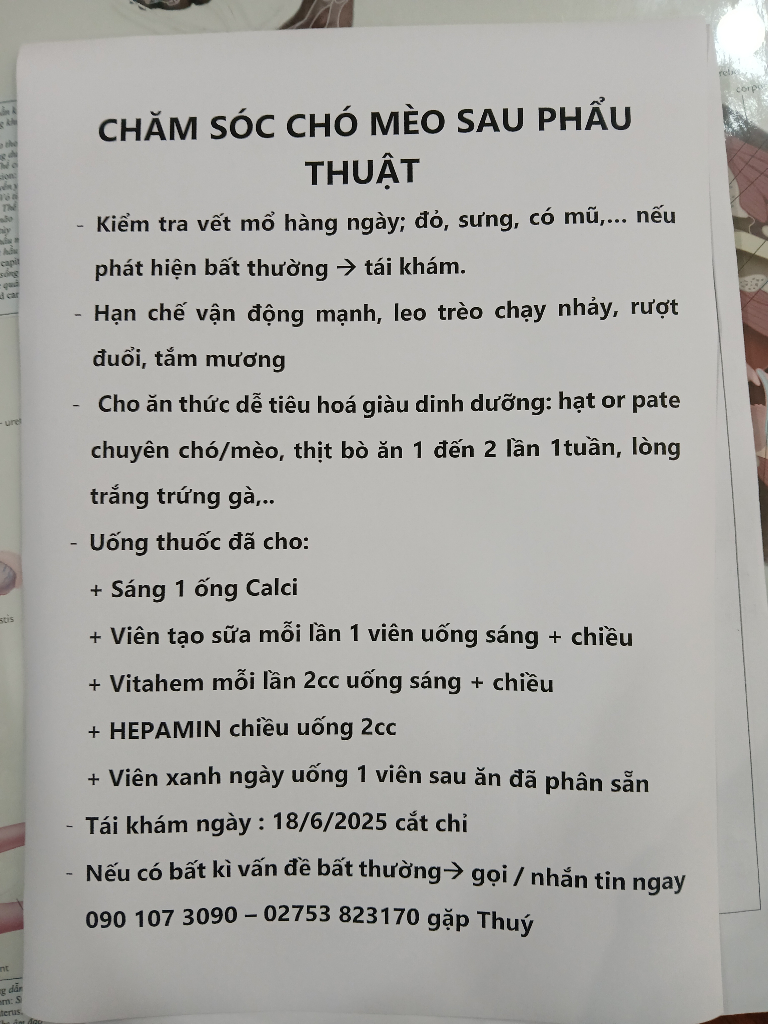 CHĂM SÓC CHÓ MÈO SAU PHẨU
THUẬT
- Kiểm tra vết mổ hàng ngày; đỏ, sưng, có mũ,... nếu
phát hiện bất thường → tái khám.
- Hạn chế vận động mạnh, leo trèo chạy nhảy, rượt
đuổi, tắm mương
- Cho ăn thức dễ tiêu hoá giàu dinh dưỡng: hạt or pate
chuyên chó/mèo, thịt bò ăn 1 đến 2 lần 1tuần, lòng
trắng trứng gà,..
- Uống thuốc đã cho:
+ Sáng 1 ống Calci
+ Viên tạo sữa mỗi lần 1 viên uống sáng + chiều
+ Vitahem mỗi lần 2cc uống sáng + chiều
+ HEPAMIN chiều uống 2cc
+ Viên xanh ngày uống 1 viên sau ăn đã phân sẵn
- Tái khám ngày : 18/6/2025 cắt chỉ
- Nếu có bất kì vấn đề bất thường→ gọi / nhắn tin ngay
090 107 3090 – 02753 823170 gặp Thuý